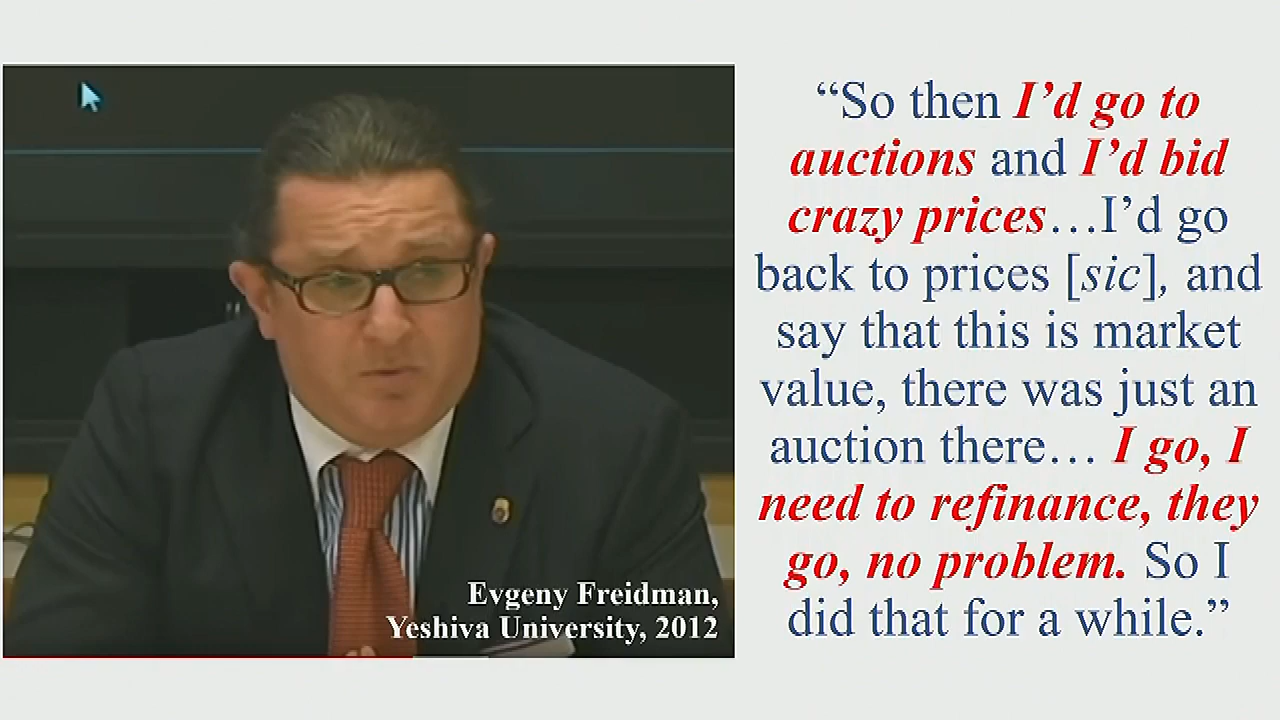 Evgeny Freidman,
Yeshiva University, 2012
“So then I’d go to
auctions and I’d bid
crazy prices…I’d go
back to prices [sic], and
say that this is market
value, there was just an
auction there… I go, I
need to refinance, they
go, no problem. So I
did that for a while.”